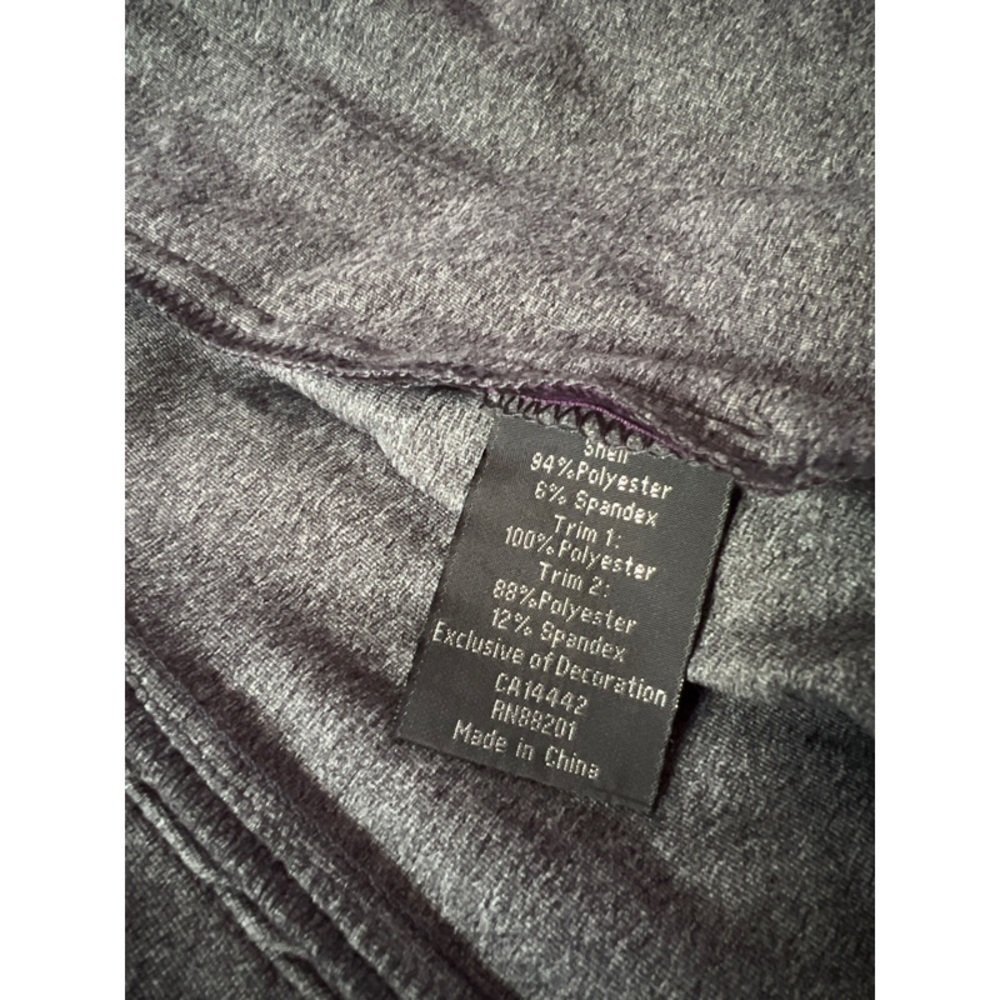 Shell
94%Polyester
6% Spandex
Trim 1:
100%Polyester
Trim 2:
88%Polyester
12% Spandex
Exclusive of Decoration
CA14442
RN88201
Made in China